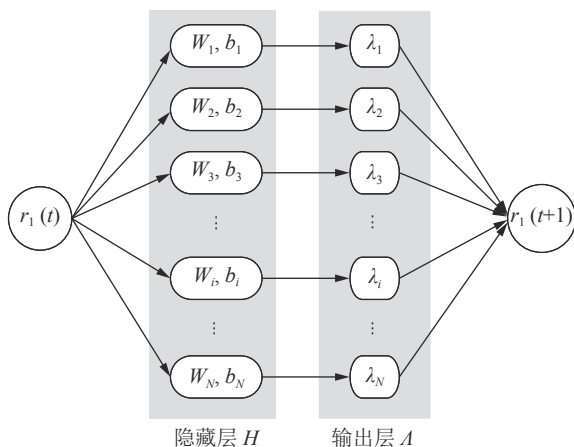 W₁, b₁
λ₁
W₂, b₂
λ₂
W₃, b₃
λ₃
r₁ (t)
⋮
⋮
r₁ (t+1)
Wᵢ, bᵢ
λᵢ
⋮
⋮
W_N, b_N
λ_N
隐藏层 H
输出层 Λ